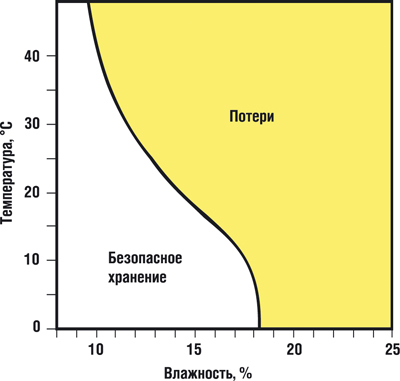 40
30
20
10
0
Температура, °C
Потери
Безопасное
хранение
10 15 20 25
Влажность, %